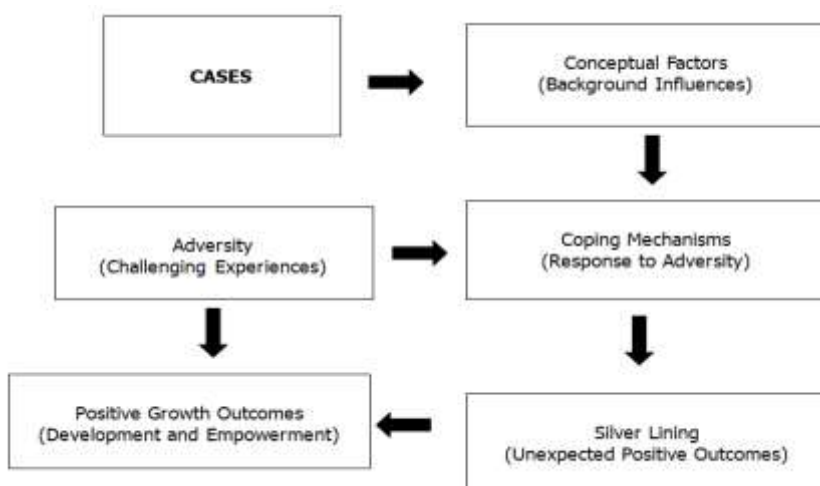 CASES
Conceptual Factors
(Background Influences)
Adversity
(Challenging Experiences)
Coping Mechanisms
(Response to Adversity)
Positive Growth Outcomes
(Development and Empowerment)
Silver Lining
(Unexpected Positive Outcomes)